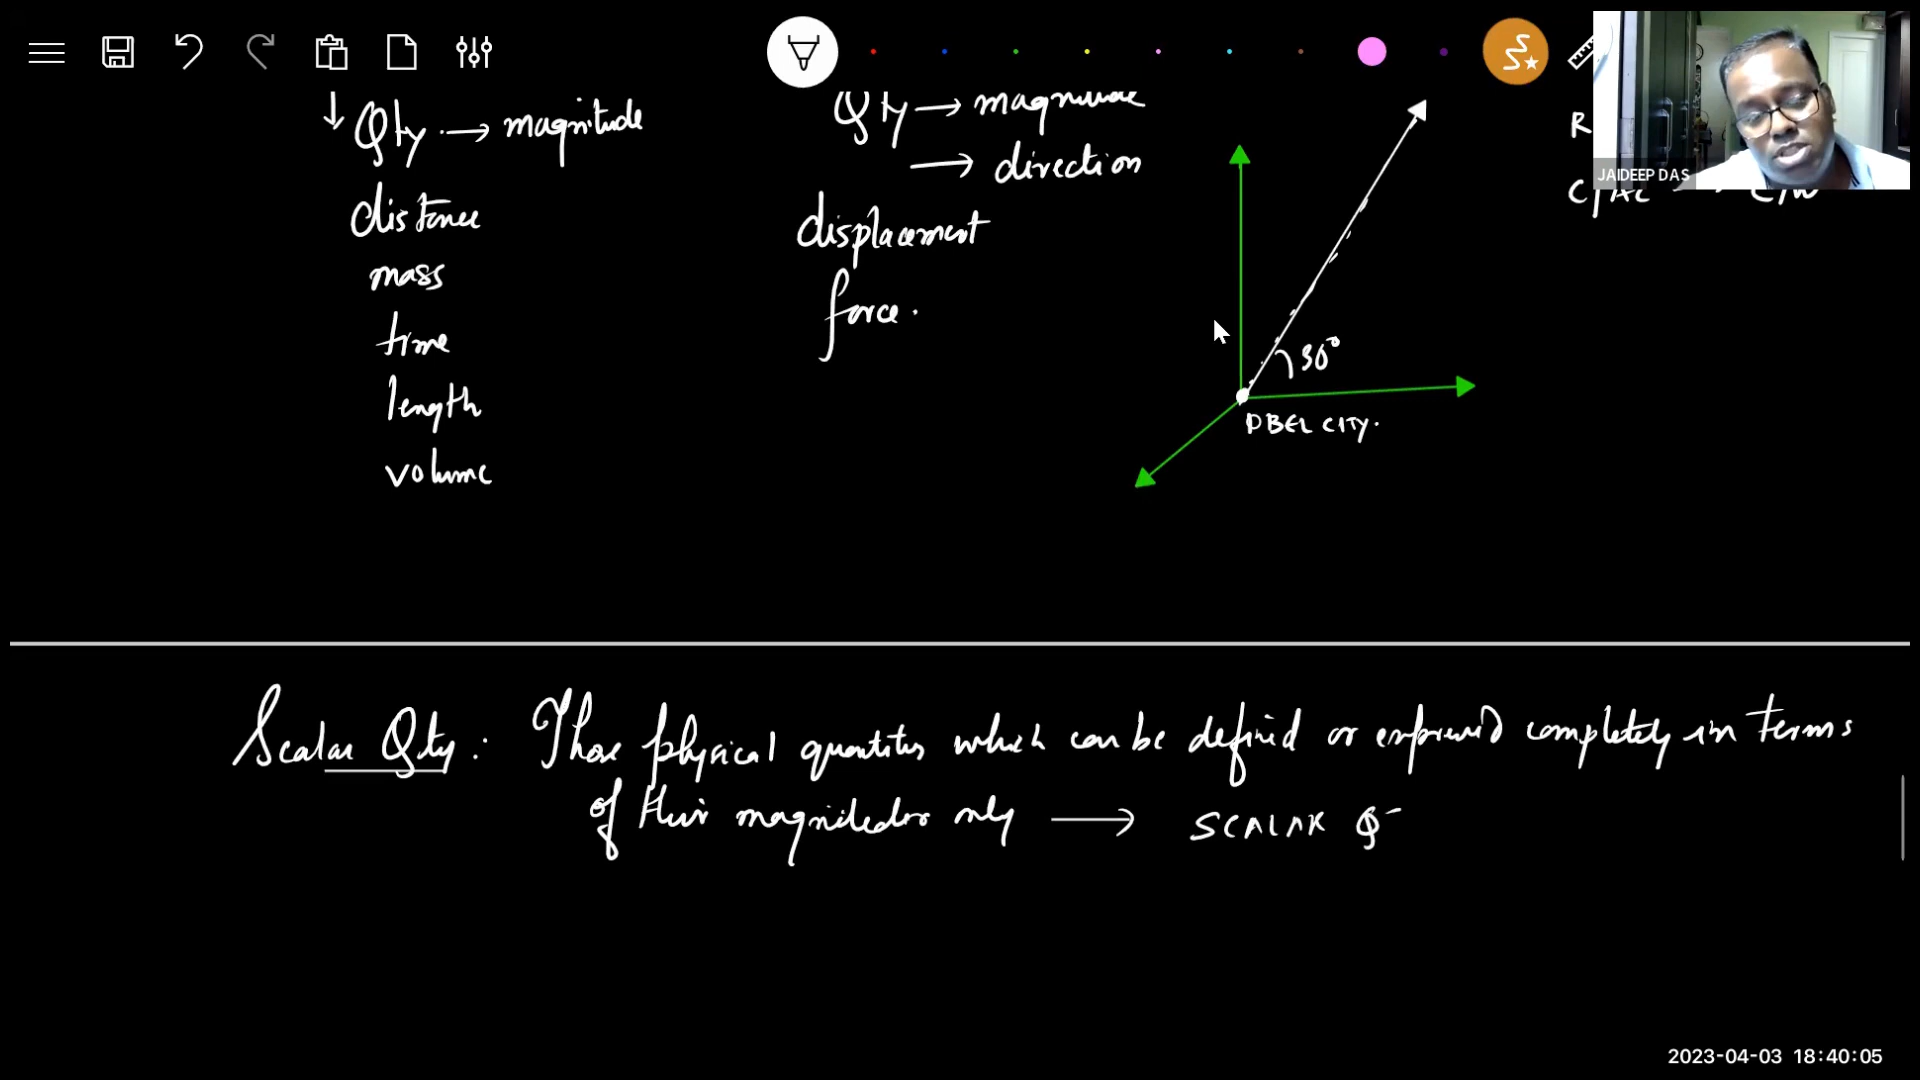 ↓ Qty. → magnitude
distance
mass
time
length
volume
Qty → magnitude
→ direction
displacement
force.
30°
DBEL CITY.
R
JAIDEEP DAS
Scalar Qty: Those physical quantities which can be defined or expressed completely in terms
of their magnitudes only → SCALAR Q
2023-04-03 18:40:05